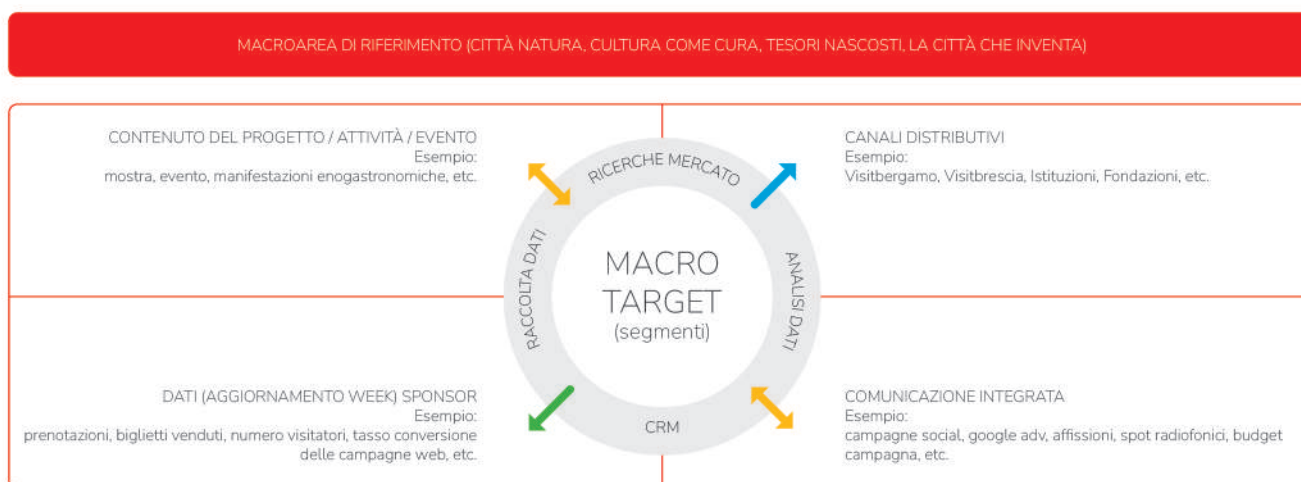 MACROAREA DI RIFERIMENTO (CITTÀ NATURA, CULTURA COME CURA, TESORI NASCOSTI, LA CITTÀ CHE INVENTA)
CONTENUTO DEL PROGETTO / ATTIVITÀ / EVENTO
Esempio:
mostra, evento, manifestazioni enogastronomiche, etc.
CANALI DISTRIBUTIVI
Esempio:
Visitbergamo, Visitbrescia, Istituzioni, Fondazioni, etc.
RICERCHE MERCATO
RACCOLTA DATI
MACRO
TARGET
(segmenti)
ANALISI DATI
CRM
DATI (AGGIORNAMENTO WEEK) SPONSOR
Esempio:
prenotazioni, biglietti venduti, numero visitatori, tasso conversione
delle campagne web, etc.
COMUNICAZIONE INTEGRATA
Esempio:
campagne social, google adv, affissioni, spot radiofonici, budget
campagna, etc.